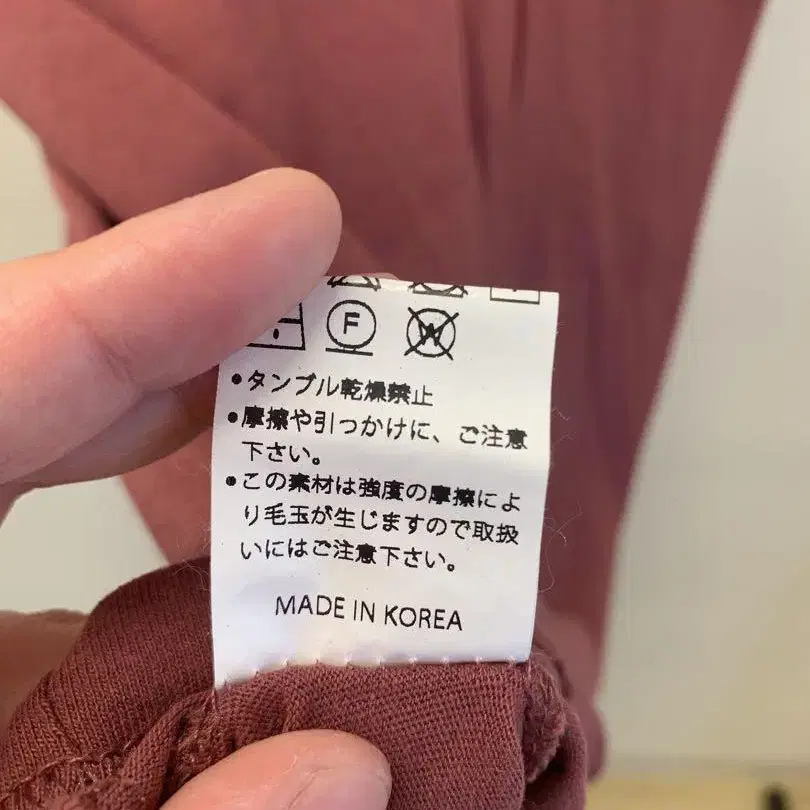 F
W
•タンブル乾燥禁止
•摩擦や引っかけに、ご注意
下さい。
•この素材は強度の摩擦によ
り毛玉が生じますので取扱
いにはご注意下さい。
MADE IN KOREA